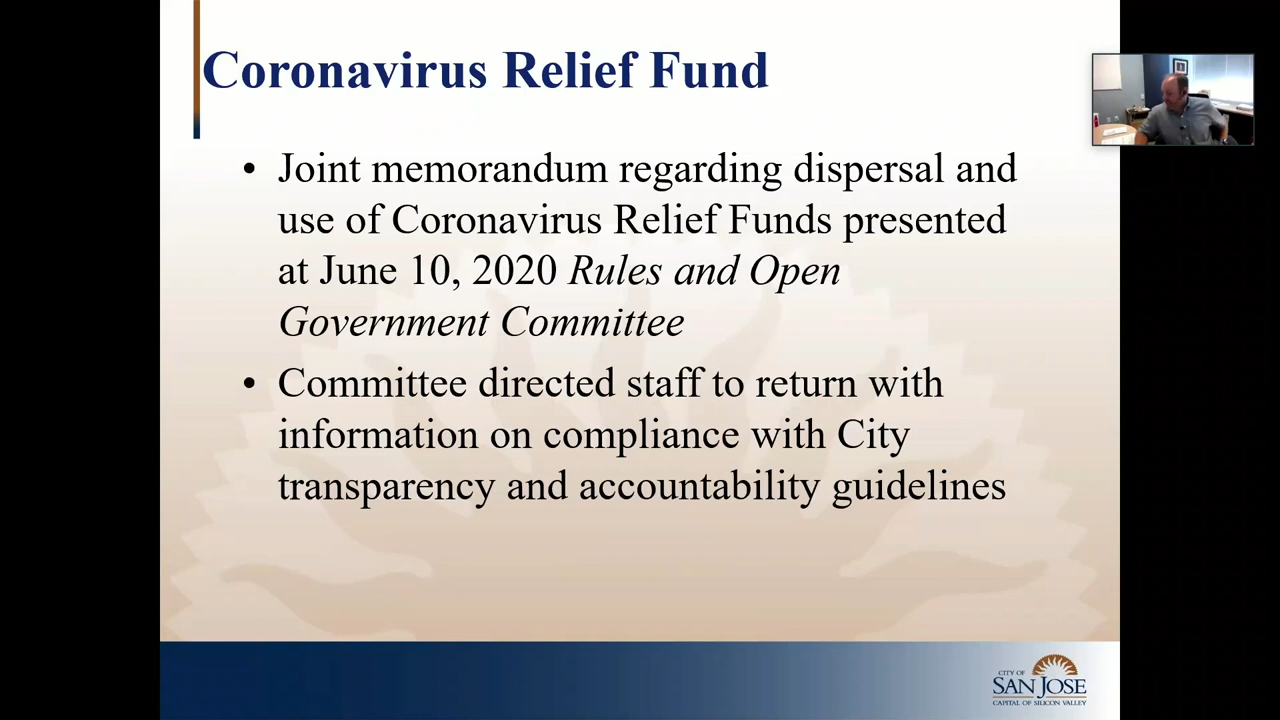 Coronavirus Relief Fund
• Joint memorandum regarding dispersal and
use of Coronavirus Relief Funds presented
at June 10, 2020 Rules and Open
Government Committee
• Committee directed staff to return with
information on compliance with City
transparency and accountability guidelines
CITY OF
SAN JOSE
CAPITAL OF SILICON VALLEY